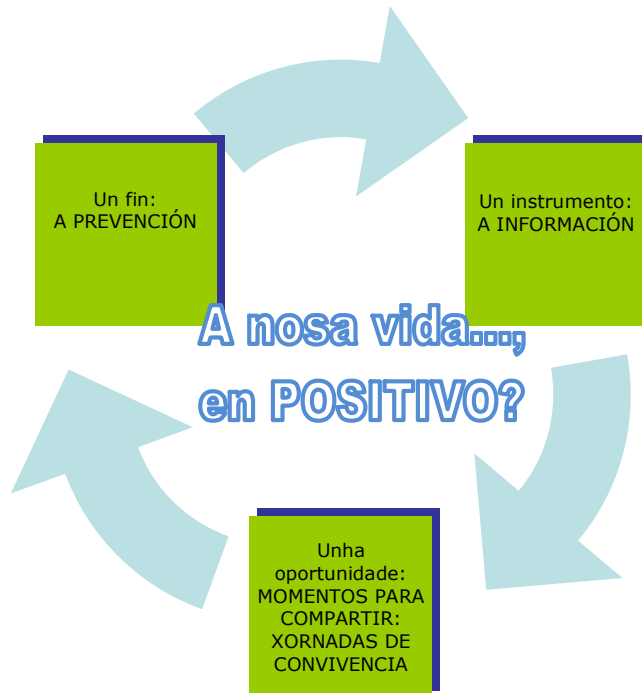 Un fin:
A PREVENCIÓN
Un instrumento:
A INFORMACIÓN
A nosa vida...,
en POSITIVO?
Unha
oportunidade:
MOMENTOS PARA
COMPARTIR:
XORNADAS DE
CONVIVENCIA